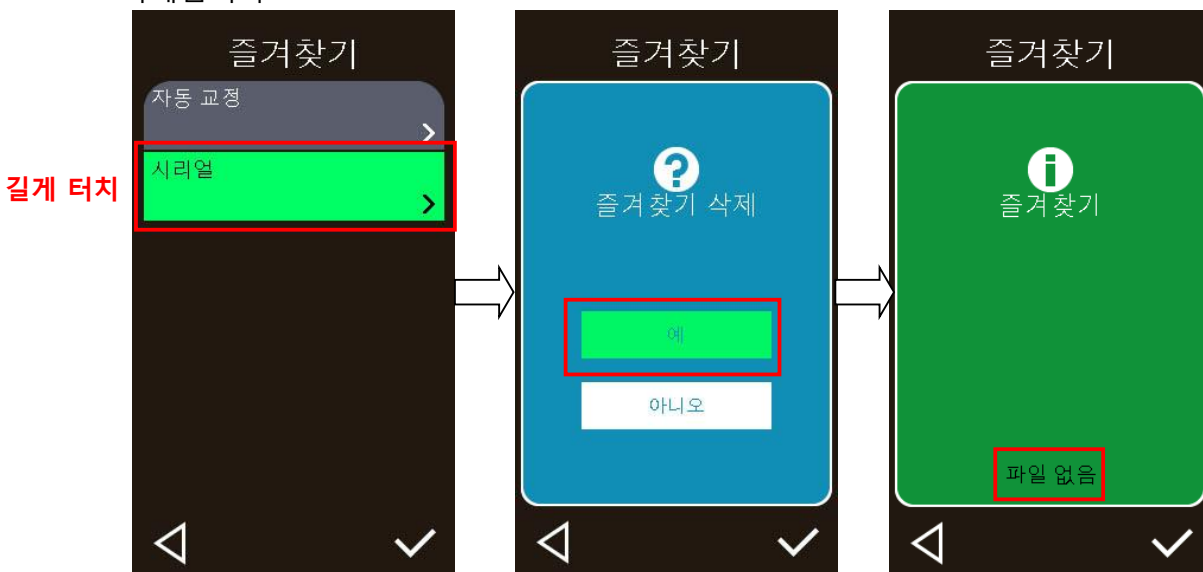 즐겨찾기
자동 교정
시리얼
길게 터치
즐겨찾기
즐겨찾기 삭제
예
아니오
즐겨찾기
즐겨찾기
파일 없음